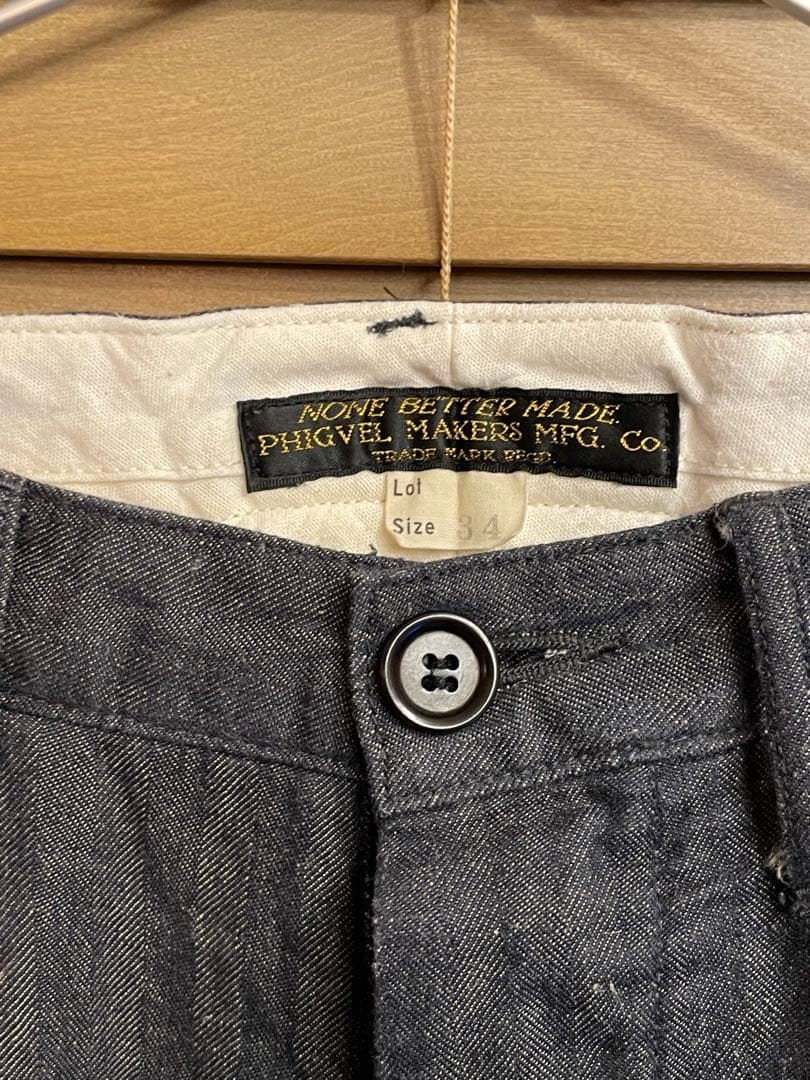 NONE BETTER MADE.
PHIGVEL MAKERS MFG. Co.
TRADE MARK REGD.
Lot
Size 34